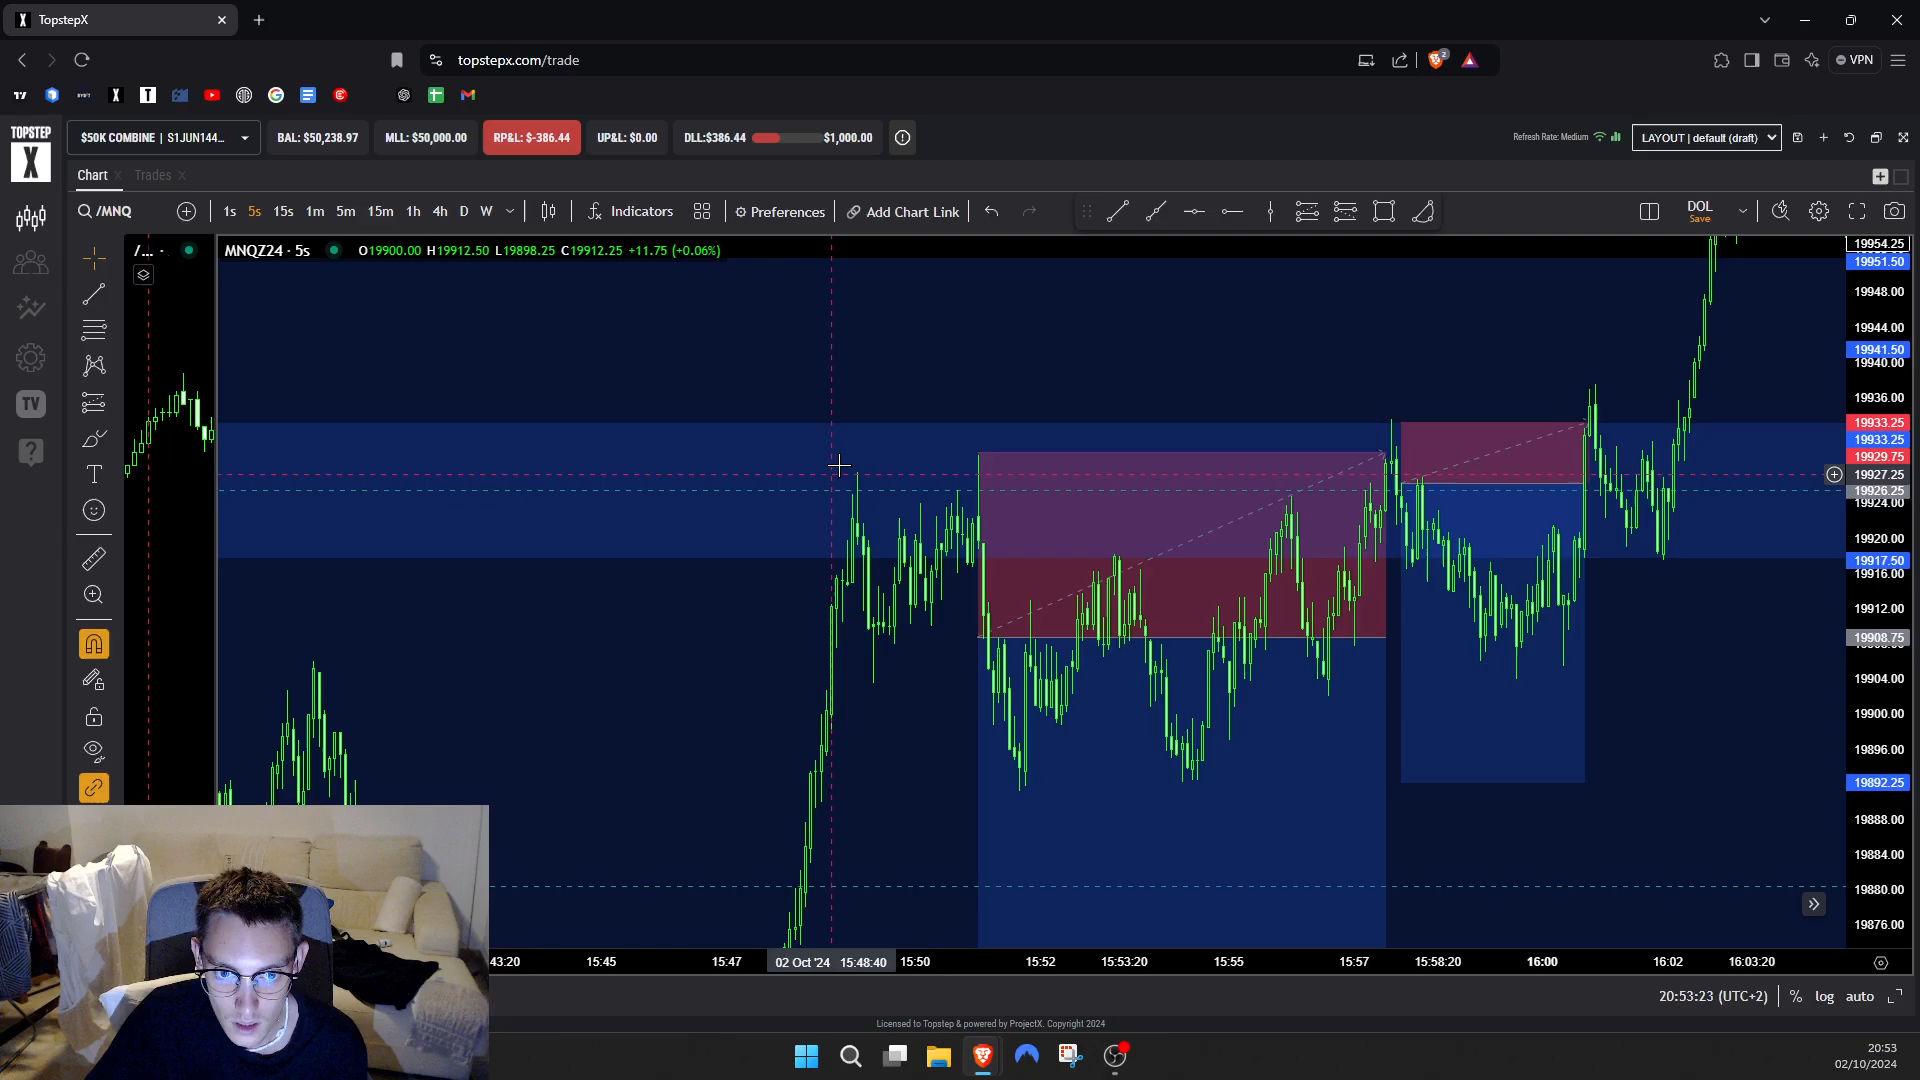 TopstepX
topstepx.com/trade
2
VPN
TOPSTEP
X
$50K COMBINE | S1JUN144...
BAL: $50,238.97
MLL: $50,000.00
RP&L: $-386.44
UP&L: $0.00
DLL:$386.44
$1,000.00
Refresh Rate: Medium
LAYOUT | default (draft)
Chart
Trades
/MNQ
1s
5s
15s
1m
5m
15m
1h
4h
D
W
Indicators
Preferences
Add Chart Link
DOL
Save
/... ·
MNQZ24 · 5s
O19900.00 H19912.50 L19898.25 C19912.25 +11.75 (+0.06%)
TV
19954.25
19951.50
19948.00
19944.00
19941.50
19940.00
19936.00
19933.25
19933.25
19929.75
19927.25
19926.25
19924.00
19920.00
19917.50
19916.00
19912.00
19908.75
19904.00
19900.00
19896.00
19892.25
19888.00
19884.00
19880.00
19876.00
43:20
15:45
15:47
02 Oct '24 15:48:40
15:50
15:52
15:53:20
15:55
15:57
15:58:20
16:00
16:02
16:03:20
20:53:23 (UTC+2)
%
log
auto
Licensed to Topstep & powered by ProjectX. Copyright 2024
20:53
02/10/2024